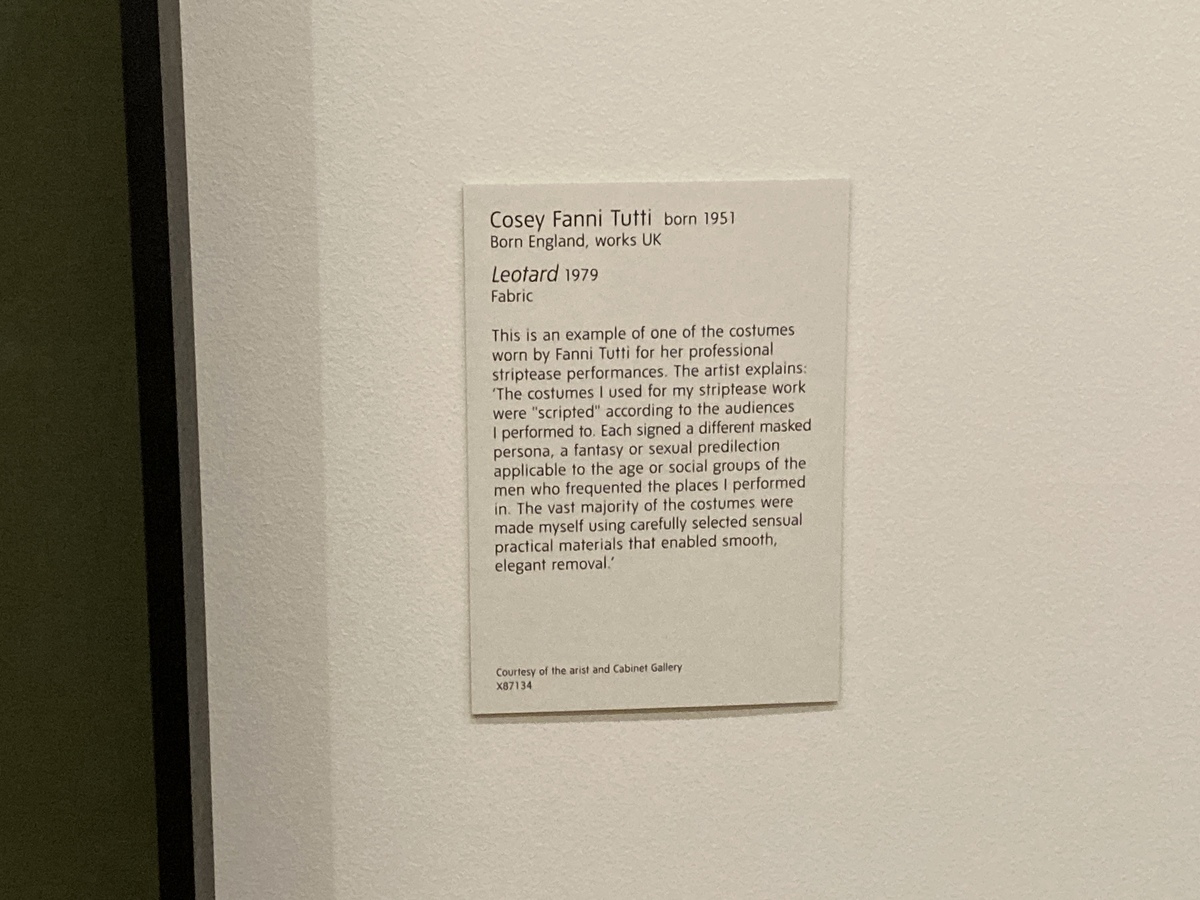 Cosey Fanni Tutti born 1951
Born England, works UK
Leotard 1979
Fabric
This is an example of one of the costumes
worn by Fanni Tutti for her professional
striptease performances. The artist explains:
‘The costumes I used for my striptease work
were "scripted" according to the audiences
I performed to. Each signed a different masked
persona, a fantasy or sexual predilection
applicable to the age or social groups of the
men who frequented the places I performed
in. The vast majority of the costumes were
made myself using carefully selected sensual
practical materials that enabled smooth,
elegant removal.’
Courtesy of the arist and Cabinet Gallery
X87134